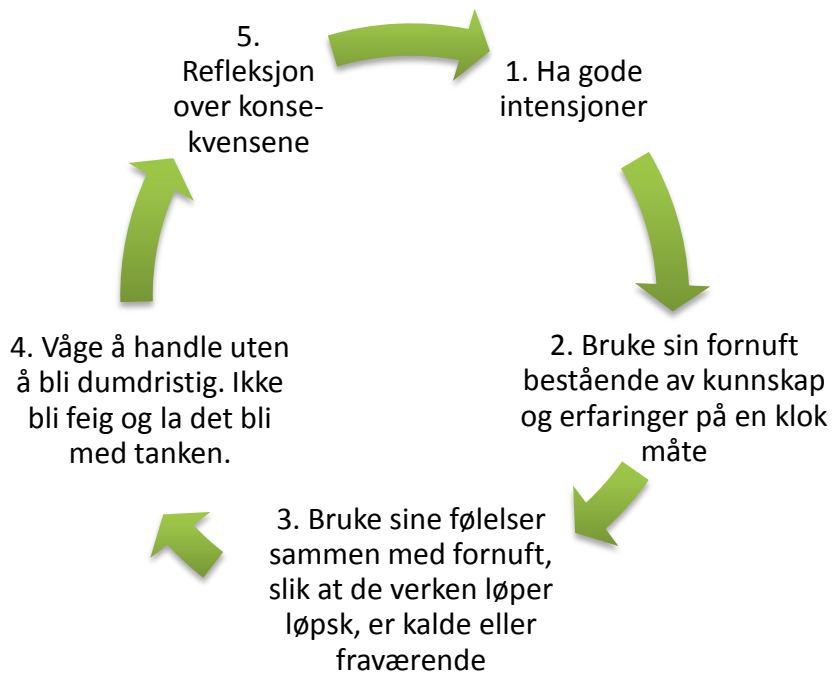 1. Ha gode
intensjoner
2. Bruke sin fornuft
bestående av kunnskap
og erfaringer på en klok
måte
3. Bruke sine følelser
sammen med fornuft,
slik at de verken løper
løpsk, er kalde eller
fraværende
4. Våge å handle uten
å bli dumdristig. Ikke
bli feig og la det bli
med tanken.
5.
Refleksjon
over konse-
kvensene